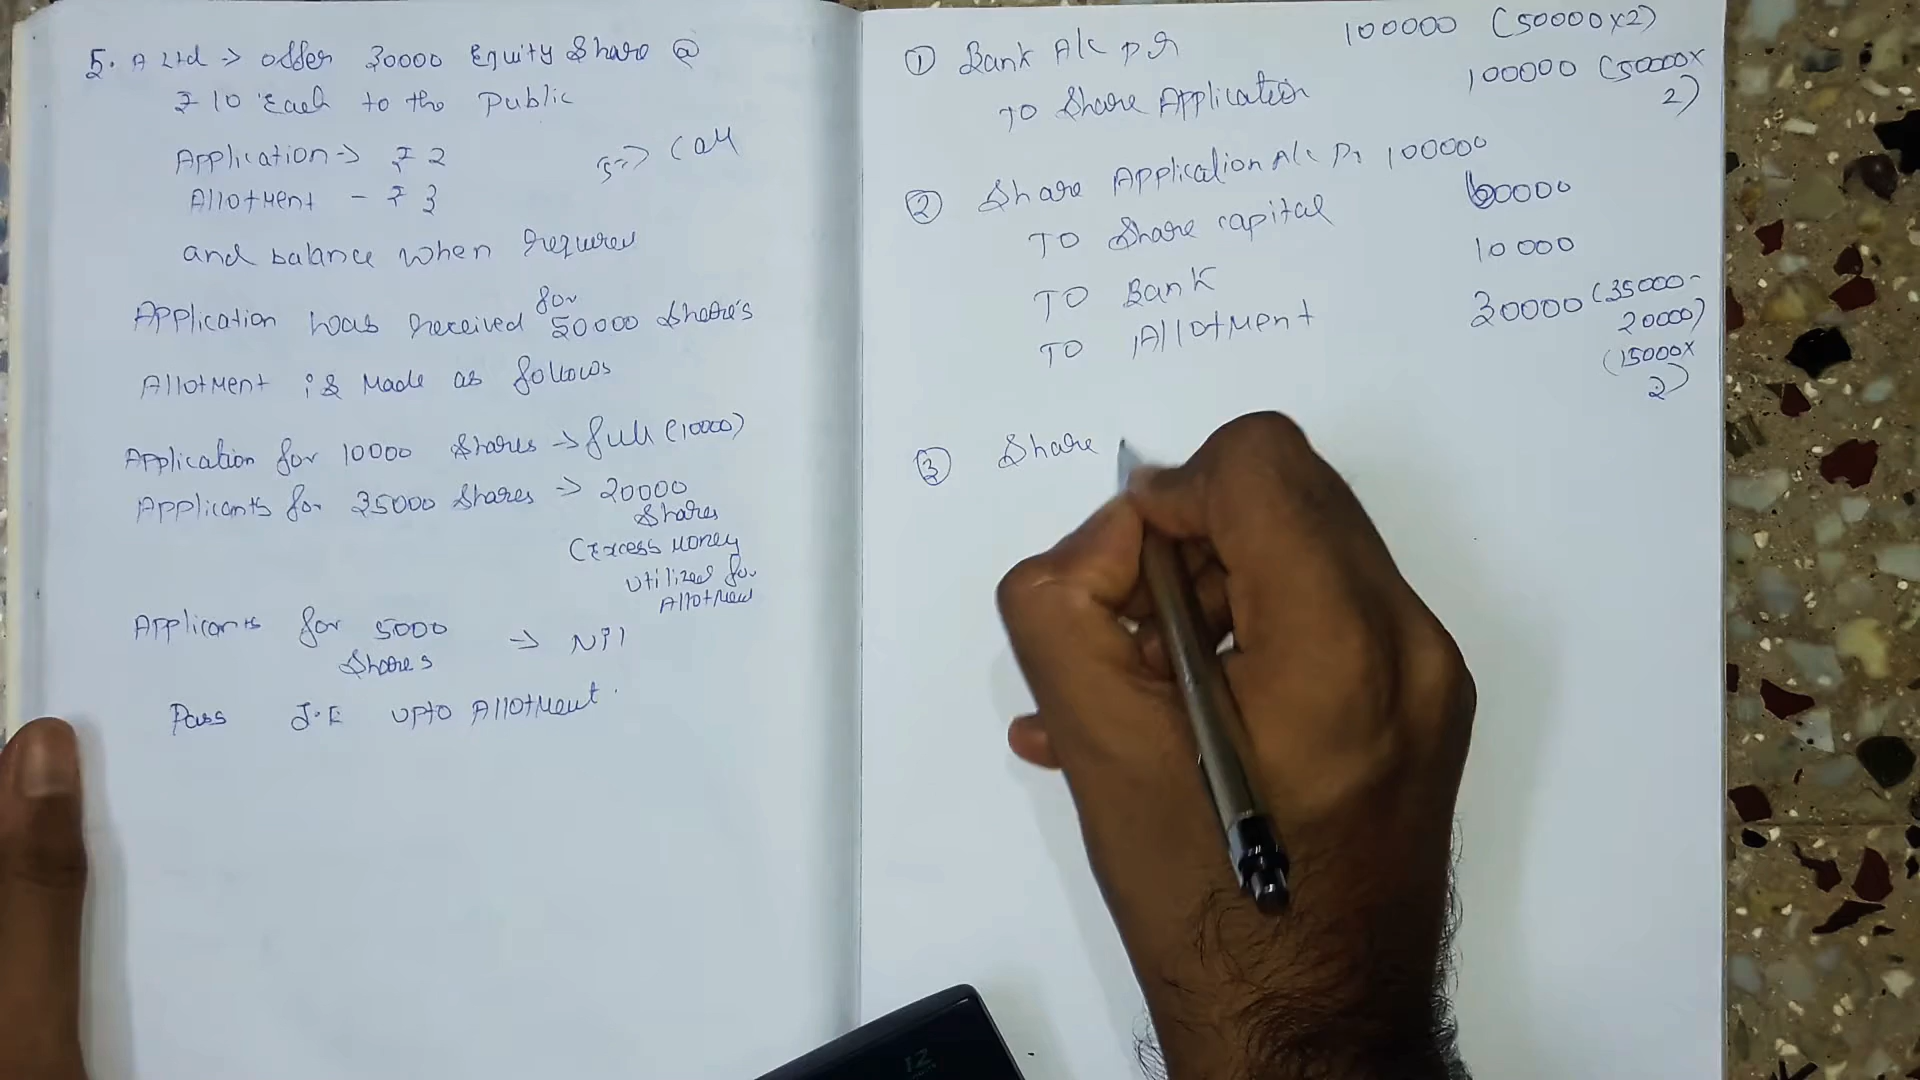 5. A Ltd → offer 30000 Equity Share @
₹ 10 Each to the public
Application → ₹ 2
5 → Call
Allotment - ₹ 3
and balance when required
Application was received for 50000 Shares
Allotment is Made as follows
Application for 10000 Shares → full (10000)
Applicants for 35000 Shares → 20000
Shares
(Excess Money
utilized for
Allotment
Applicants for 5000 → Nil
Shares
Pass J.E upto Allotment.
① Bank A/c Dr 100000 (50000x2)
To Share Application 100000 (50000x
2)
② Share Application A/c Dr 100000
To Share capital 60000
To Bank 10000
To Allotment 30000 (35000-
20000)
(15000x
2)
③ Share
12